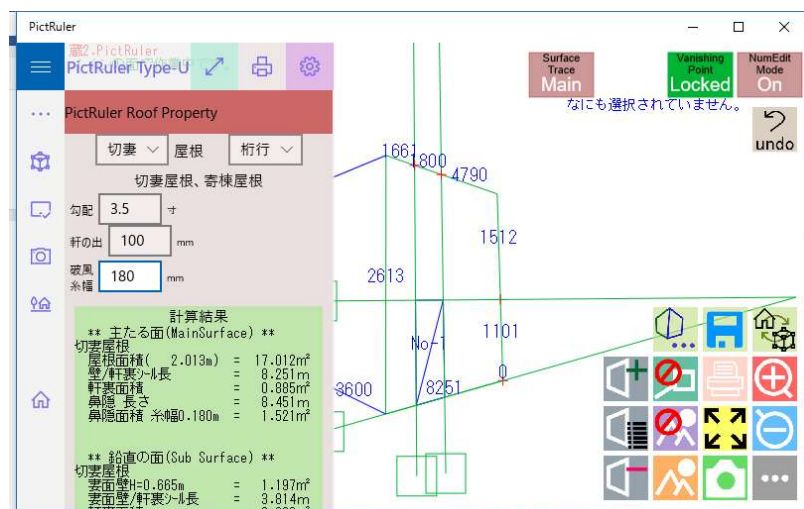 PictRuler
蔵2.PictRuler
PictRuler Type-U
PictRuler Roof Property
切妻 屋根 桁行
切妻屋根、寄棟屋根
勾配 3.5 寸
軒の出 100 mm
破風
糸幅 180 mm
計算結果
** 主たる面(MainSurface) **
切妻屋根
屋根面積( 2.013m) = 17.012㎡
壁/軒裏シール長 = 8.251m
軒裏面積 = 0.885㎡
鼻隠 長さ = 8.451m
鼻隠面積 糸幅0.180m = 1.521㎡
** 鉛直の面(Sub Surface) **
切妻屋根
妻面壁H=0.665m = 1.197㎡
妻面壁/軒裏シール長 = 3.814m
Surface
Trace
Main
Vanishing
Point
Locked
NumEdit
Mode
On
なにも選択されていません。
undo
1661
1800
4790
1512
2613
1101
No-1
0
3600
8251